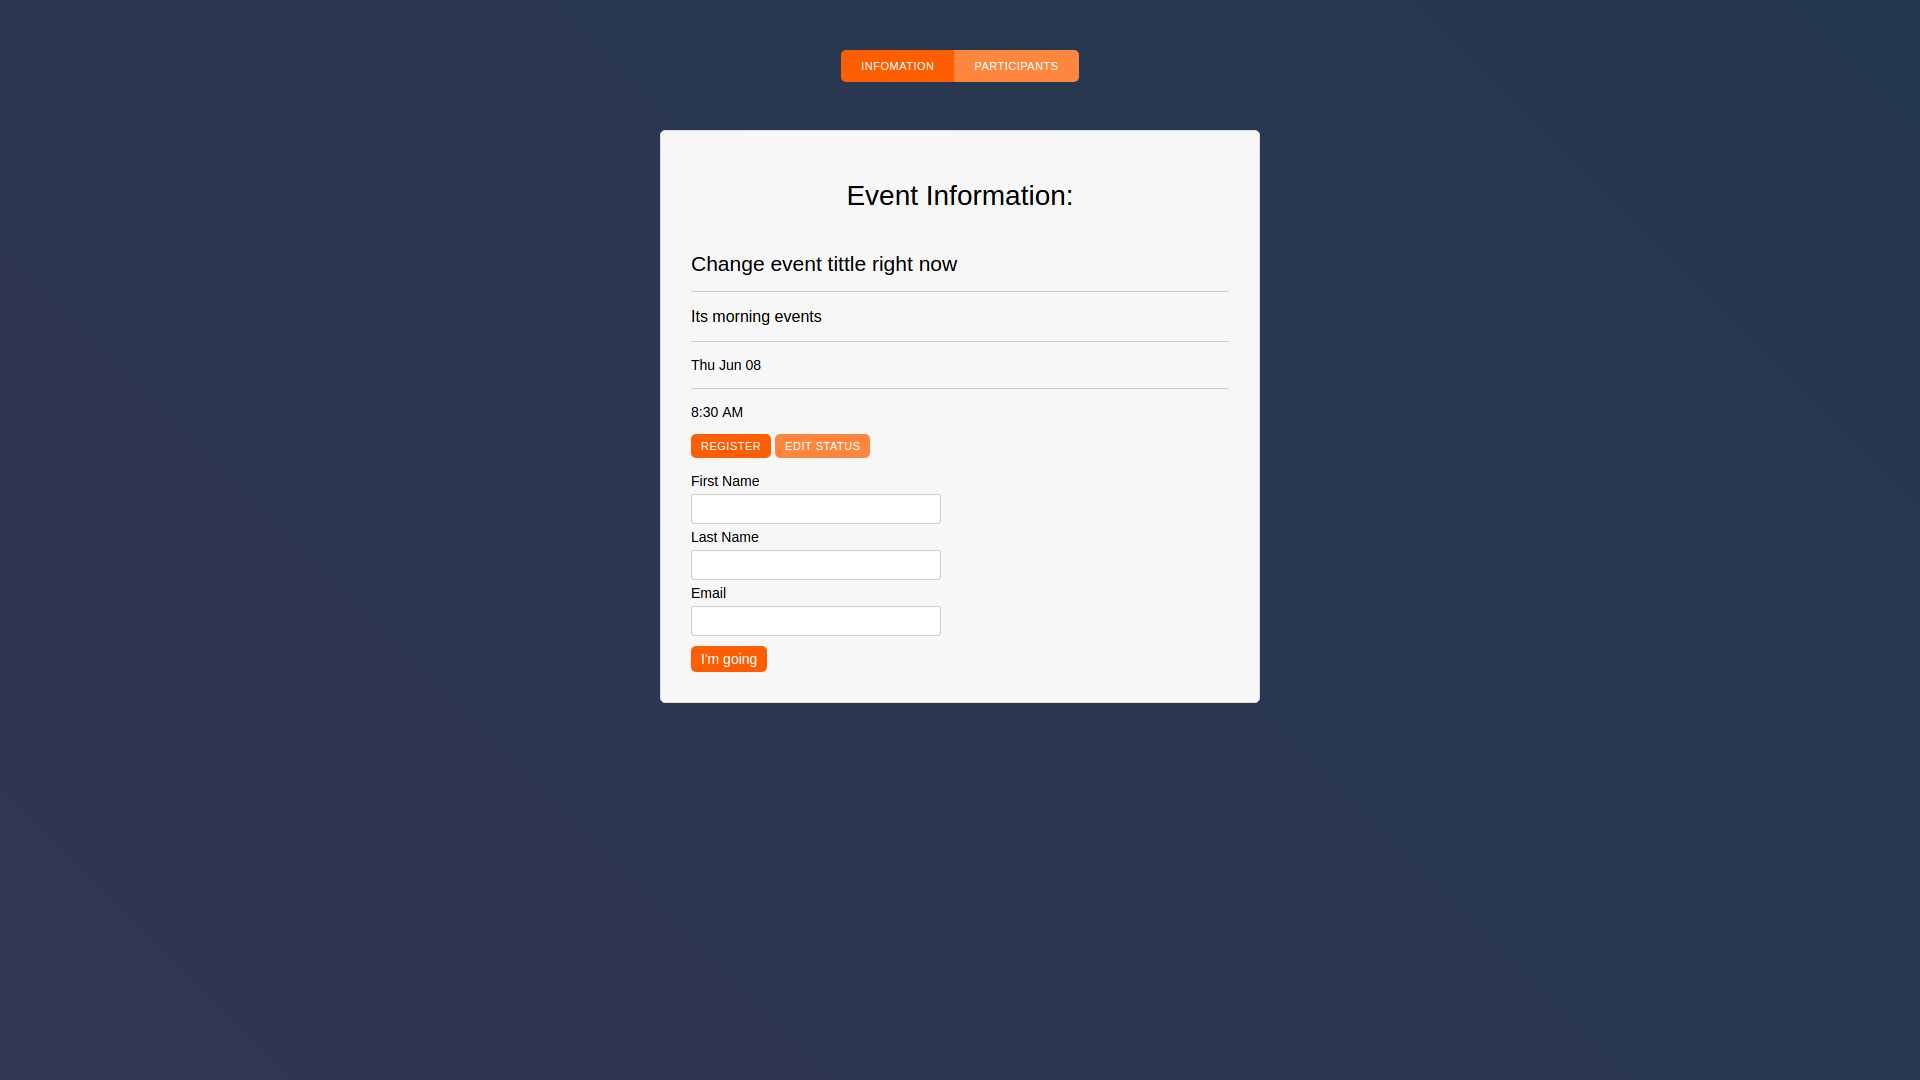 INFOMATION PARTICIPANTS
Event Information:
Change event tittle right now
Its morning events
Thu Jun 08
8:30 AM
REGISTER EDIT STATUS
First Name
Last Name
Email
I'm going